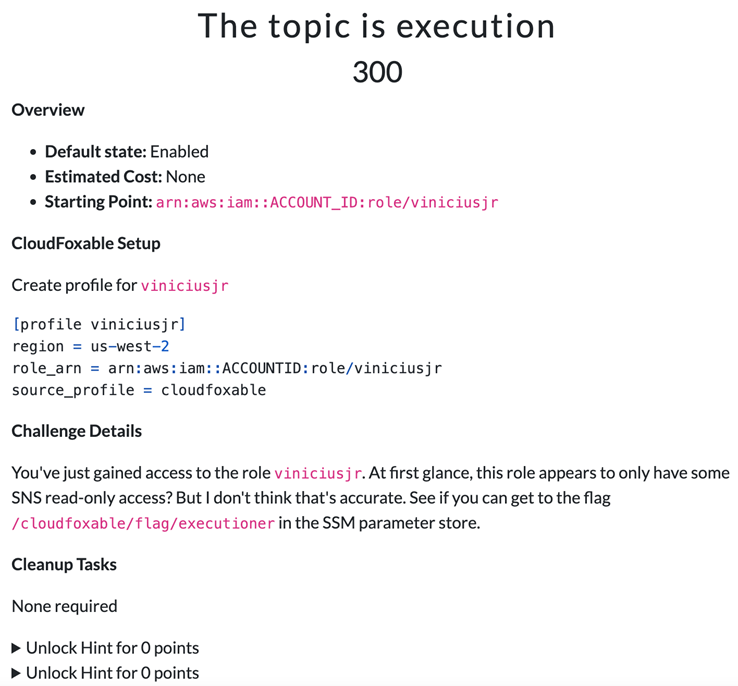 The topic is execution
300
Overview
• Default state: Enabled
• Estimated Cost: None
• Starting Point: arn:aws:iam::ACCOUNT_ID:role/viniciusjr
CloudFoxable Setup
Create profile for viniciusjr
[profile viniciusjr]
region = us-west-2
role_arn = arn:aws:iam::ACCOUNTID:role/viniciusjr
source_profile = cloudfoxable
Challenge Details
You've just gained access to the role viniciusjr. At first glance, this role appears to only have some
SNS read-only access? But I don't think that's accurate. See if you can get to the flag
/cloudfoxable/flag/executioner in the SSM parameter store.
Cleanup Tasks
None required
▶ Unlock Hint for 0 points
▶ Unlock Hint for 0 points